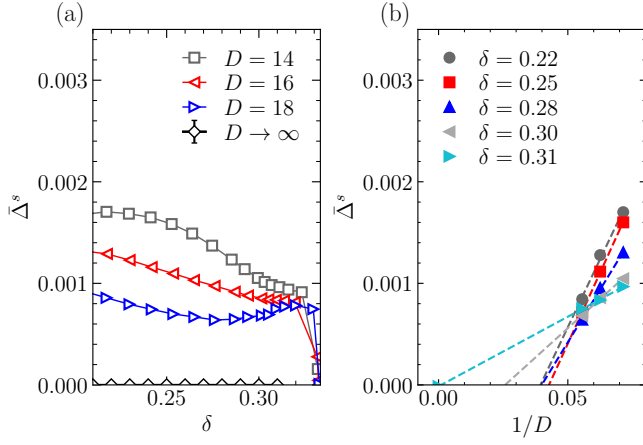 (a)
(b)
0.003
0.002
0.001
0.000
Δ̄ˢ
D = 14
D = 16
D = 18
D → ∞
0.25
0.30
δ
0.003
0.002
0.001
0.000
Δ̄ˢ
δ = 0.22
δ = 0.25
δ = 0.28
δ = 0.30
δ = 0.31
0.00
0.05
1/D